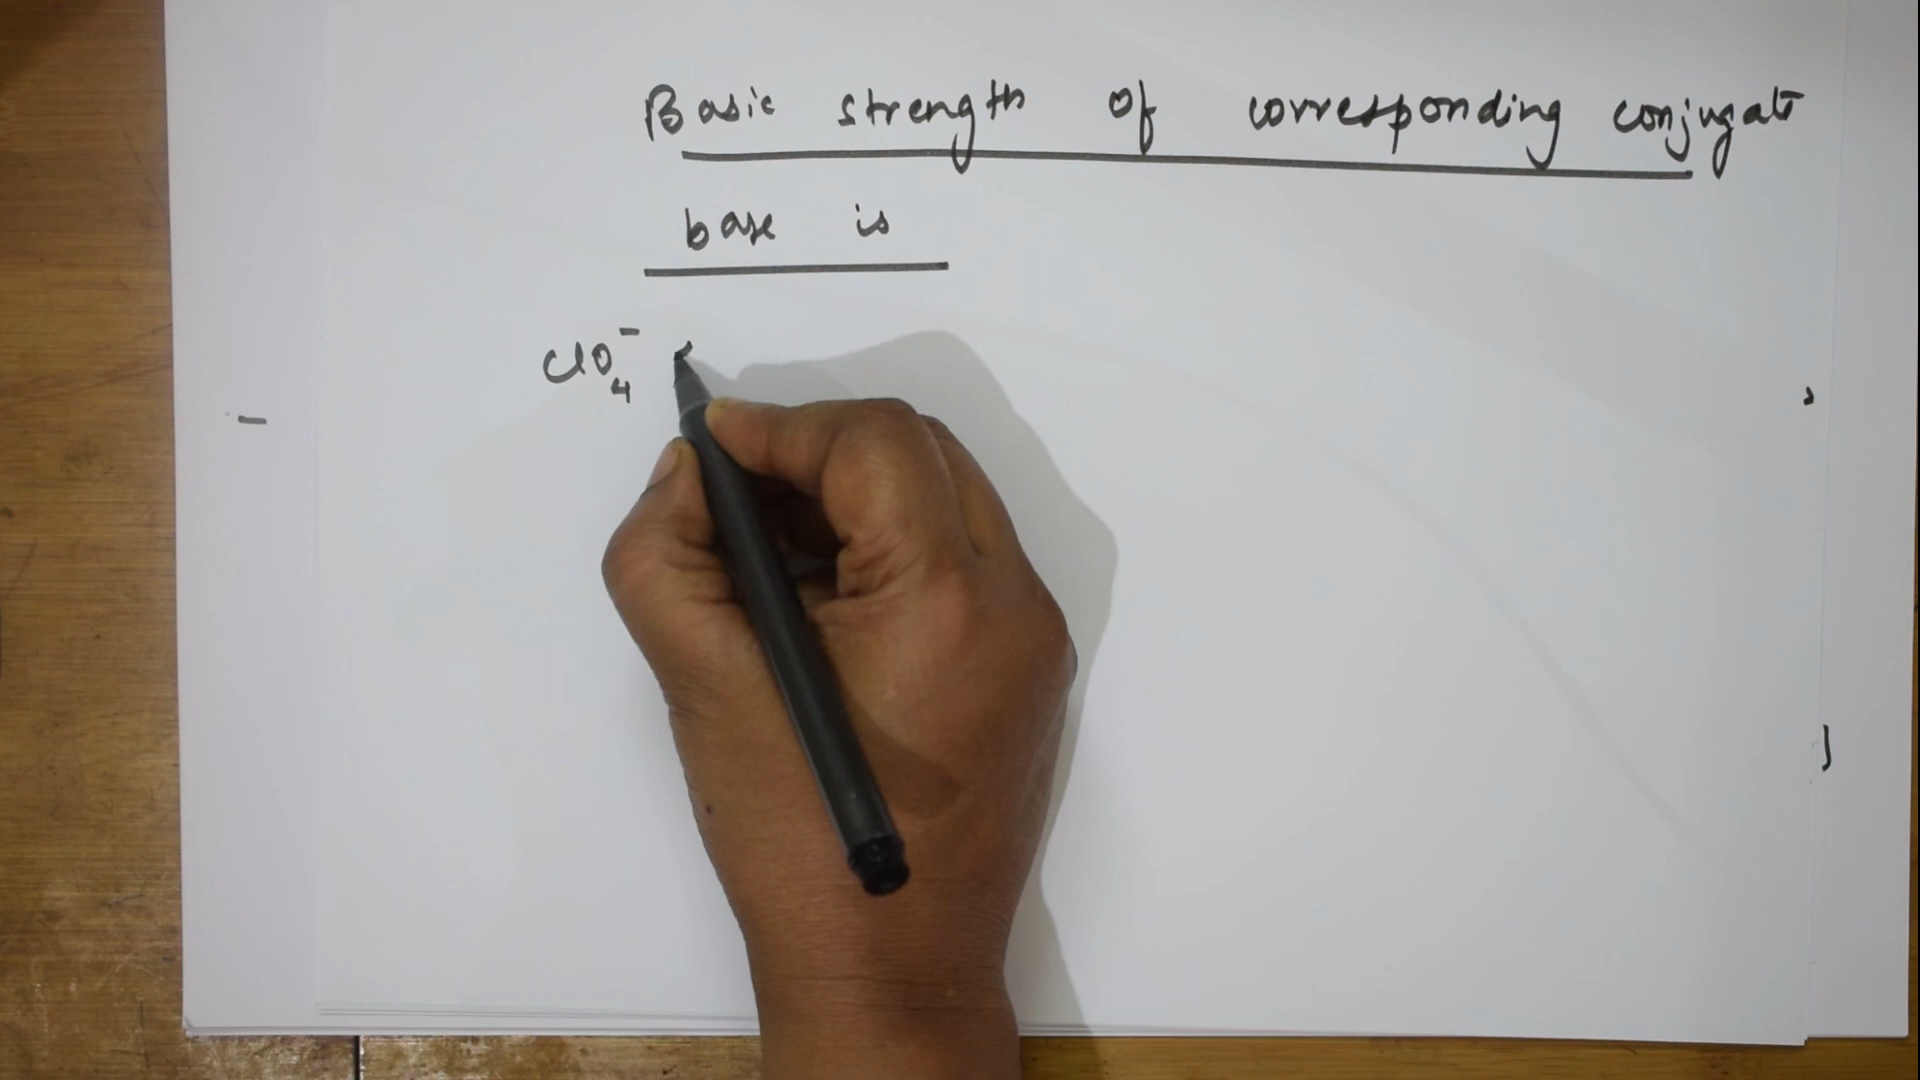 Basic strength of corresponding conjugate
base is
ClO₄⁻ <